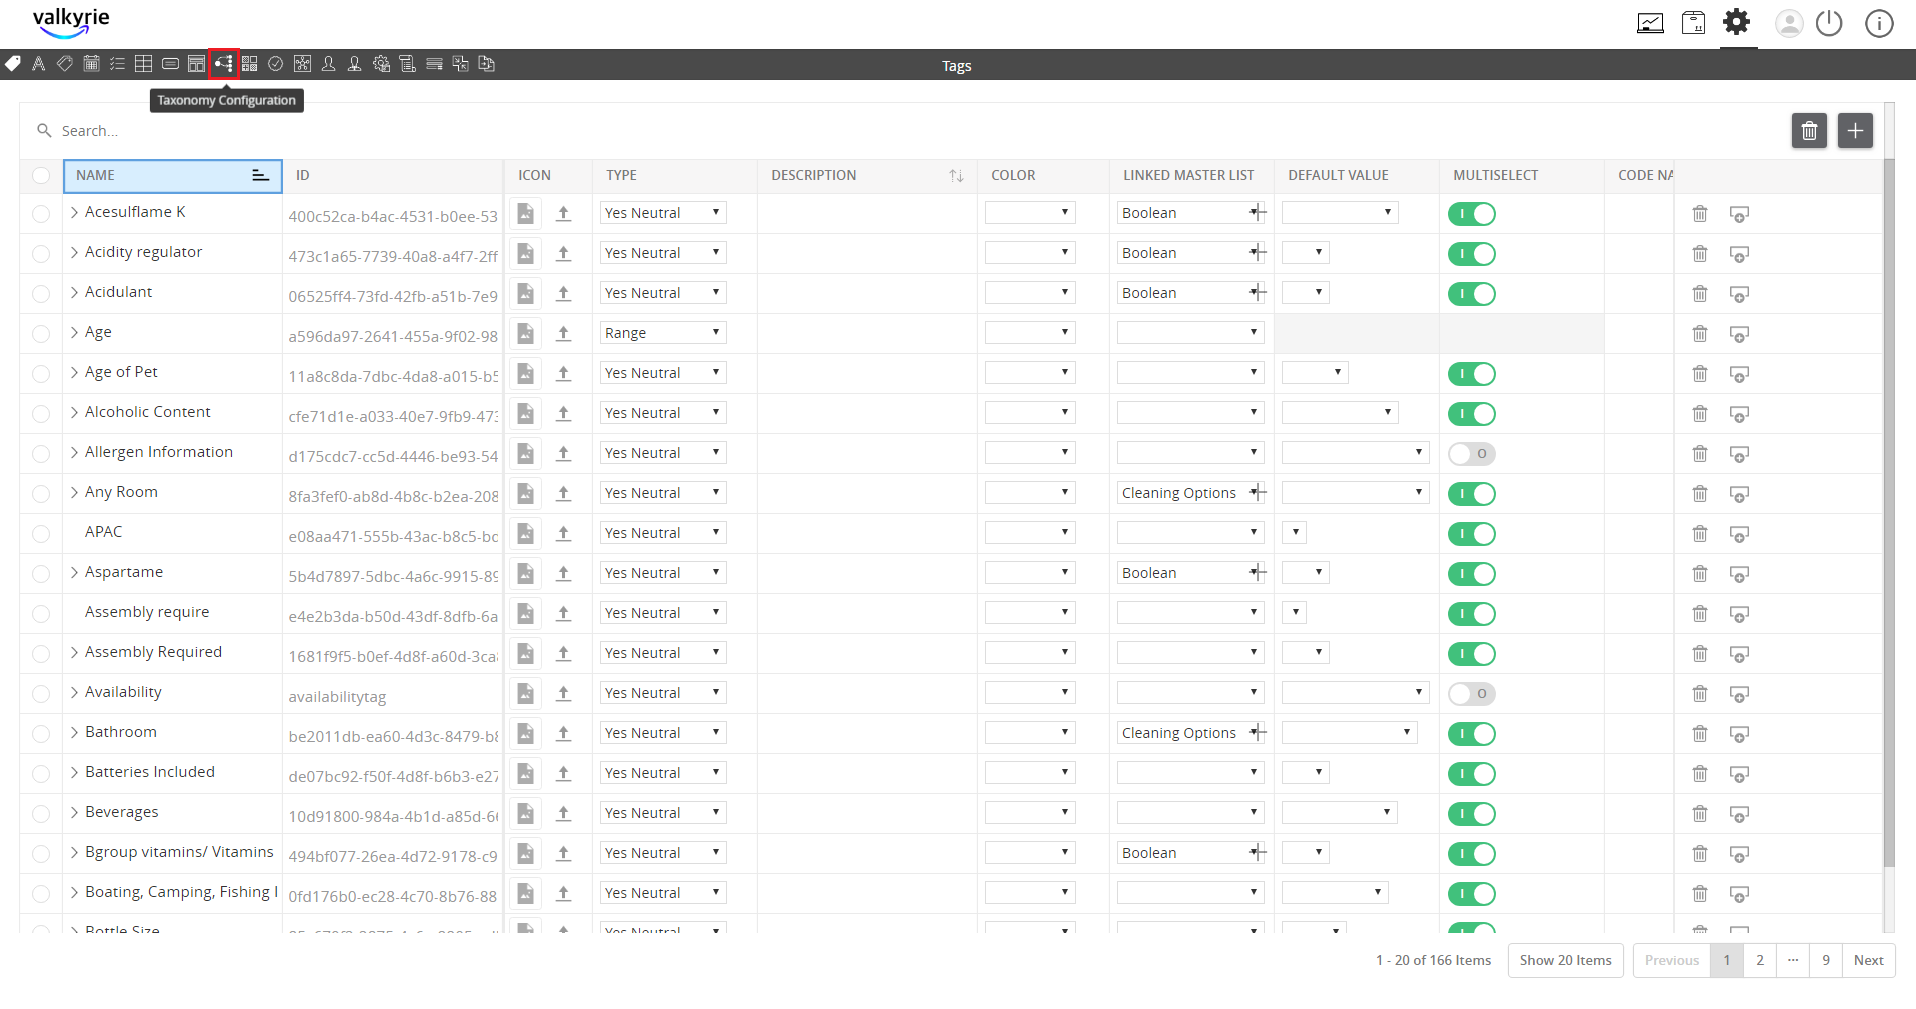 valkyrie
Tags
Taxonomy Configuration
Search...
NAME ID ICON TYPE DESCRIPTION COLOR LINKED MASTER LIST DEFAULT VALUE MULTISELECT CODE NA
Acesulflame K 400c52ca-b4ac-4531-b0ee-53 Yes Neutral Boolean
Acidity regulator 473c1a65-7739-40a8-a4f7-2ff Yes Neutral Boolean
Acidulant 06525ff4-73fd-42fb-a51b-7e9 Yes Neutral Boolean
Age a596da97-2641-455a-9f02-98 Range
Age of Pet 11a8c8da-7dbc-4da8-a015-b5 Yes Neutral
Alcoholic Content cfe71d1e-a033-40e7-9fb9-473 Yes Neutral
Allergen Information d175cdc7-cc5d-4446-be93-54 Yes Neutral
Any Room 8fa3fef0-ab8d-4b8c-b2ea-208 Yes Neutral Cleaning Options
APAC e08aa471-555b-43ac-b8c5-bc Yes Neutral
Aspartame 5b4d7897-5dbc-4a6c-9915-89 Yes Neutral Boolean
Assembly require e4e2b3da-b50d-43df-8dfb-6a Yes Neutral
Assembly Required 1681f9f5-b0ef-4d8f-a60d-3ca8 Yes Neutral
Availability availabilitytag Yes Neutral
Bathroom be2011db-ea60-4d3c-8479-b8 Yes Neutral Cleaning Options
Batteries Included de07bc92-f50f-4d8f-b6b3-e27 Yes Neutral
Beverages 10d91800-984a-4b1d-a85d-66 Yes Neutral
Bgroup vitamins/ Vitamins 494bf077-26ea-4d72-9178-c9 Yes Neutral Boolean
Boating, Camping, Fishing I 0fd176b0-ec28-4c70-8b76-88 Yes Neutral
Bottle Size Yes Neutral
1 - 20 of 166 Items Show 20 Items Previous 1 2 ... 9 Next